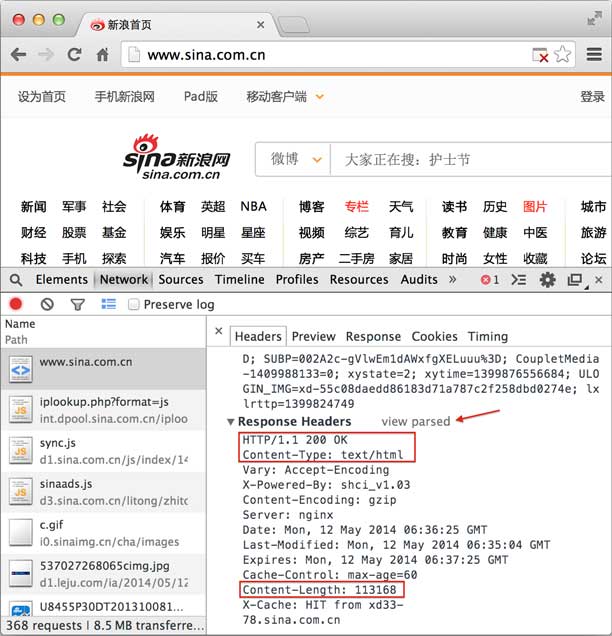 新浪首页
www.sina.com.cn
设为首页 手机新浪网 Pad版 移动客户端 登录
sina新浪网
sina.com.cn
微博 大家正在搜：护士节
新闻 军事 社会 体育 英超 NBA 博客 专栏 天气 读书 历史 图片 城市
财经 股票 基金 娱乐 明星 星座 视频 综艺 育儿 教育 健康 中医 旅游
科技 手机 探索 汽车 报价 买车 房产 二手房 家居 时尚 女性 收藏 论坛
Elements Network Sources Timeline Profiles Resources Audits » 1
Preserve log
Name
Path
www.sina.com.cn
iplookup.php?format=js
int.dpool.sina.com.cn/iploo
sync.js
d1.sina.com.cn/js/index/14
sinaads.js
d3.sina.com.cn/litong/zhitc
c.gif
i0.sinaimg.cn/cha/images
537027268065cimg.jpg
d1.leju.com/ia/2014/05/12
U8455P30DT201310081...
368 requests | 8.5 MB transferre...
Headers Preview Response Cookies Timing
D; SUBP=002A2c-gVlwEm1dAWxfgXELuuu%3D; CoupletMedia
-1409988133=0; xystate=2; xytime=1399876556684; ULO
GIN_IMG=xd-55c08daedd86183d71a787c2f258dbd0274e; lx
lrttp=1399824749
Response Headers view parsed
HTTP/1.1 200 OK
Content-Type: text/html
Vary: Accept-Encoding
X-Powered-By: shci_v1.03
Content-Encoding: gzip
Server: nginx
Date: Mon, 12 May 2014 06:36:25 GMT
Last-Modified: Mon, 12 May 2014 06:35:04 GMT
Expires: Mon, 12 May 2014 06:37:25 GMT
Cache-Control: max-age=60
Content-Length: 113168
X-Cache: HIT from xd33-
78.sina.com.cn